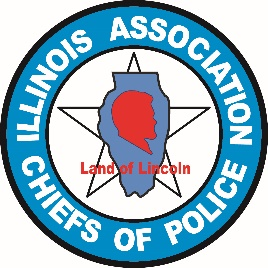 ILLINOIS ASSOCIATION
CHIEFS OF POLICE
Land of Lincoln